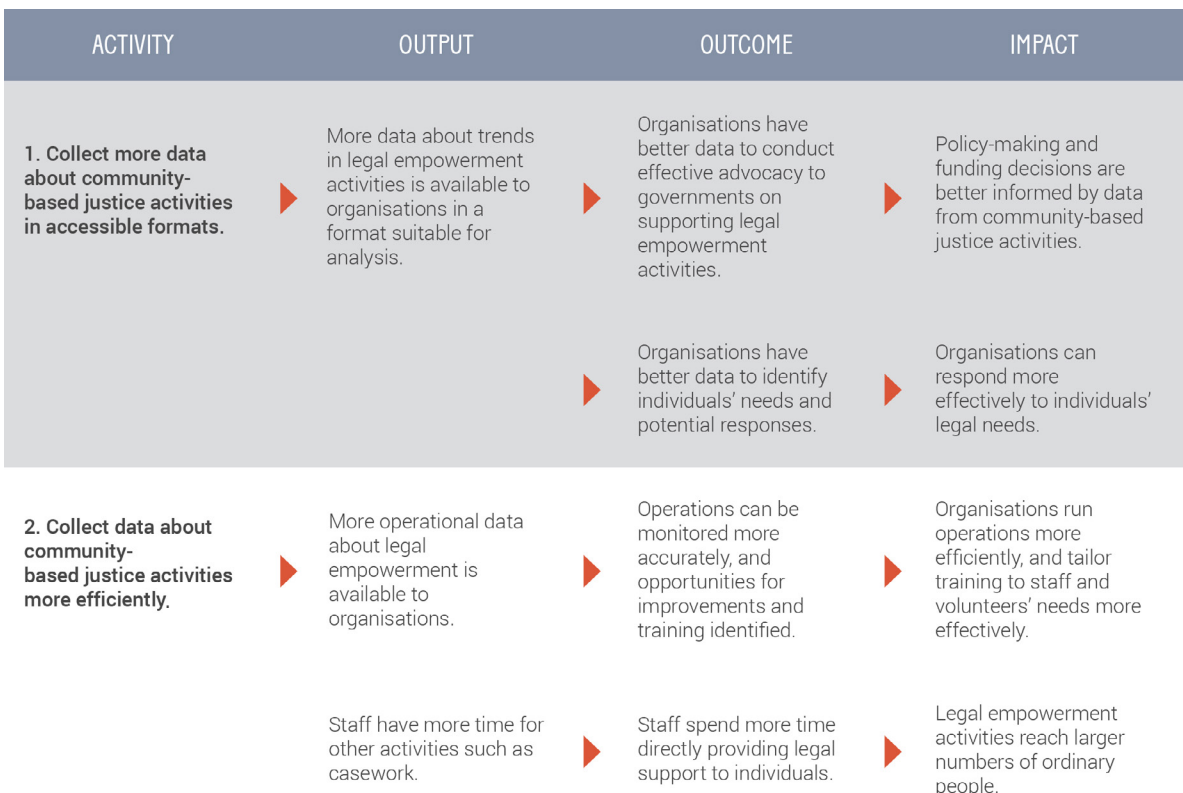 ACTIVITY
OUTPUT
OUTCOME
IMPACT
1. Collect more data
about community-
based justice activities
in accessible formats.
More data about trends
in legal empowerment
activities is available to
organisations in a
format suitable for
analysis.
Organisations have
better data to conduct
effective advocacy to
governments on
supporting legal
empowerment
activities.
Policy-making and
funding decisions are
better informed by data
from community-based
justice activities.
Organisations have
better data to identify
individuals’ needs and
potential responses.
Organisations can
respond more
effectively to individuals’
legal needs.
2. Collect data about
community-
based justice activities
more efficiently.
More operational data
about legal
empowerment is
available to
organisations.
Operations can be
monitored more
accurately, and
opportunities for
improvements and
training identified.
Organisations run
operations more
efficiently, and tailor
training to staff and
volunteers’ needs more
effectively.
Staff have more time for
other activities such as
casework.
Staff spend more time
directly providing legal
support to individuals.
Legal empowerment
activities reach larger
numbers of ordinary
people.